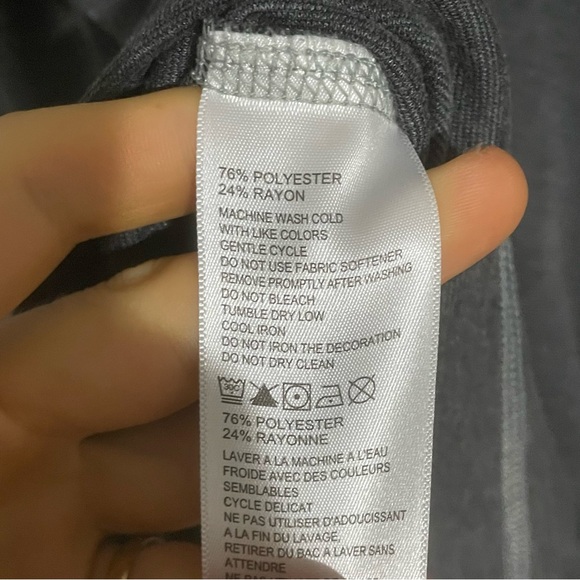 76% POLYESTER
24% RAYON
MACHINE WASH COLD
WITH LIKE COLORS
GENTLE CYCLE
DO NOT USE FABRIC SOFTENER
REMOVE PROMPTLY AFTER WASHING
DO NOT BLEACH
TUMBLE DRY LOW
COOL IRON
DO NOT IRON THE DECORATION
DO NOT DRY CLEAN
30C
76% POLYESTER
24% RAYONNE
LAVER A LA MACHINE A L'EAU
FROIDE AVEC DES COULEURS
SEMBLABLES
CYCLE DELICAT
NE PAS UTILISER D'ADOUCISSANT
A LA FIN DU LAVAGE,
RETIRER DU BAC A LAVER SANS
ATTENDRE
NE PAS